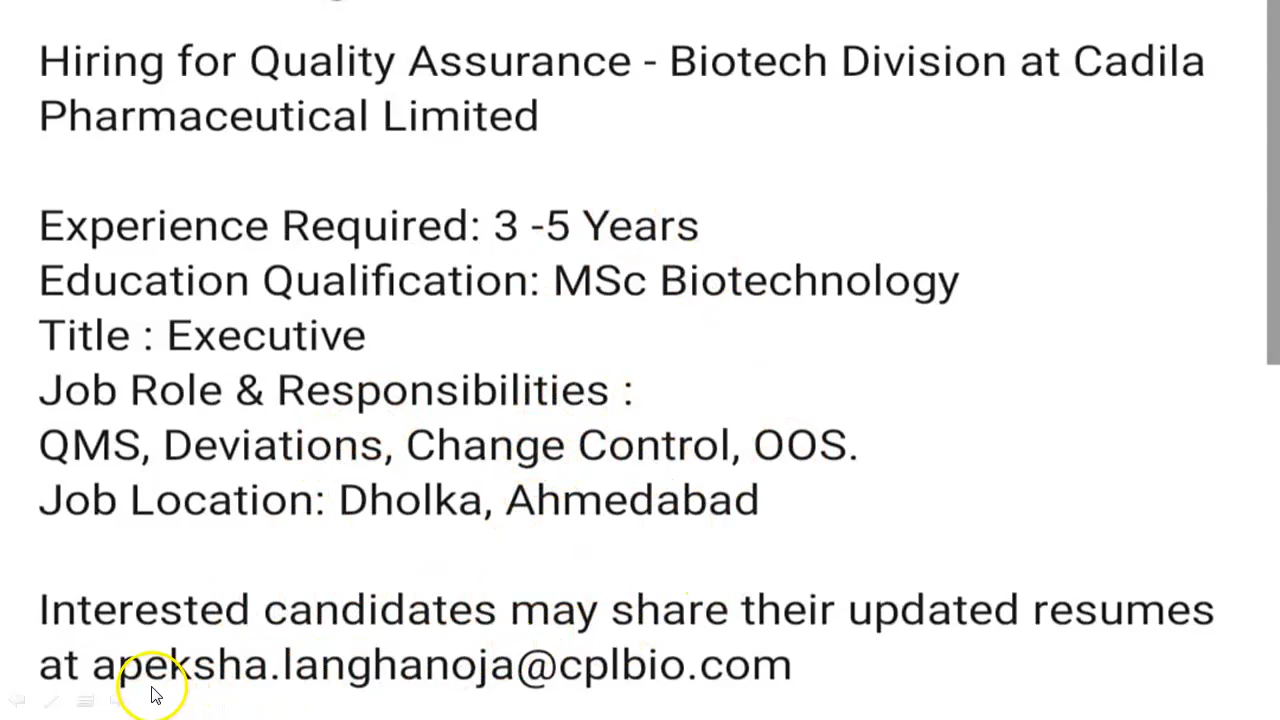 Hiring for Quality Assurance - Biotech Division at Cadila
Pharmaceutical Limited
Experience Required: 3 -5 Years
Education Qualification: MSc Biotechnology
Title : Executive
Job Role & Responsibilities :
QMS, Deviations, Change Control, OOS.
Job Location: Dholka, Ahmedabad
Interested candidates may share their updated resumes
at apeksha.langhanoja@cplbio.com